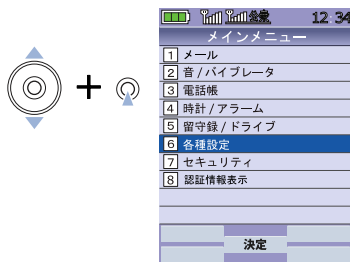 12:34
メインメニュー
1 メール
2 音/バイブレータ
3 電話帳
4 時計/アラーム
5 留守録/ドライブ
6 各種設定
7 セキュリティ
8 認証情報表示
決定